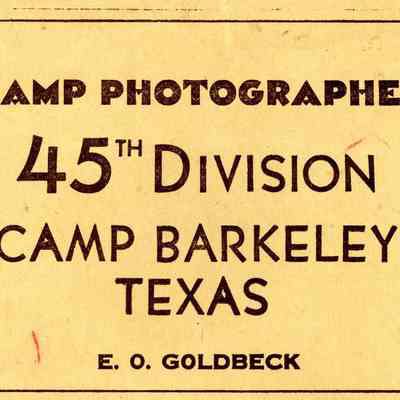 AMP PHOTOGRAPHE
45TH DIVISION
CAMP BARKELEY
TEXAS
E. O. GOLDBECK